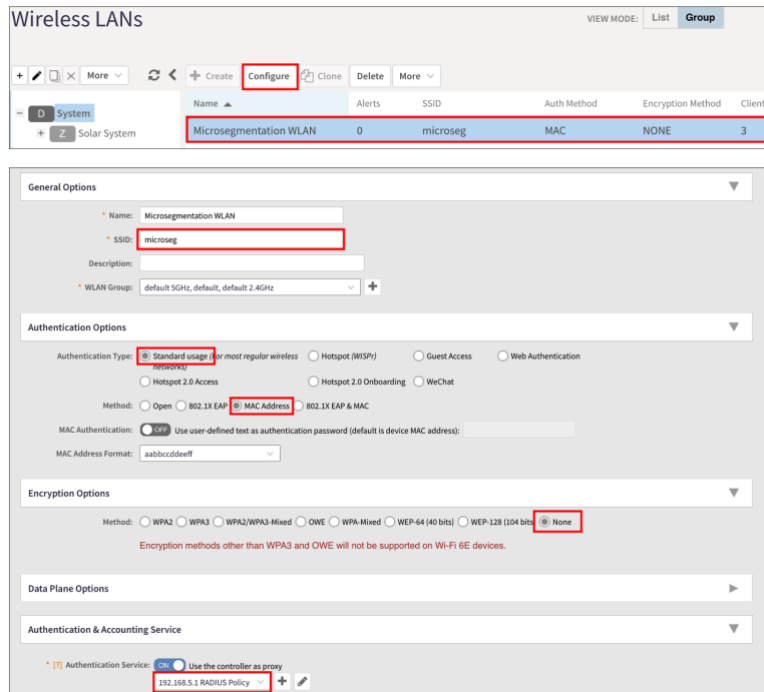 Wireless LANs
VIEW MODE: List Group
+ More Create Configure Clone Delete More
Name Alerts SSID Auth Method Encryption Method Client
D System
Microsegmentation WLAN 0 microseg MAC NONE 3
+ Z Solar System
General Options
* Name: Microsegmentation WLAN
* SSID: microseg
Description:
* WLAN Group: default 5GHz, default, default 2.4GHz
Authentication Options
Authentication Type: Standard usage (For most regular wireless networks) Hotspot (WISPr) Guest Access Web Authentication
Hotspot 2.0 Access Hotspot 2.0 Onboarding WeChat
Method: Open 802.1X EAP MAC Address 802.1X EAP & MAC
MAC Authentication: OFF Use user-defined text as authentication password (default is device MAC address):
MAC Address Format: aabbccddeeff
Encryption Options
Method: WPA2 WPA3 WPA2/WPA3-Mixed OWE WPA-Mixed WEP-64 (40 bits) WEP-128 (104 bits None
Encryption methods other than WPA3 and OWE will not be supported on Wi-Fi 6E devices.
Data Plane Options
Authentication & Accounting Service
* [?] Authentication Service: ON Use the controller as proxy
192.168.5.1 RADIUS Policy